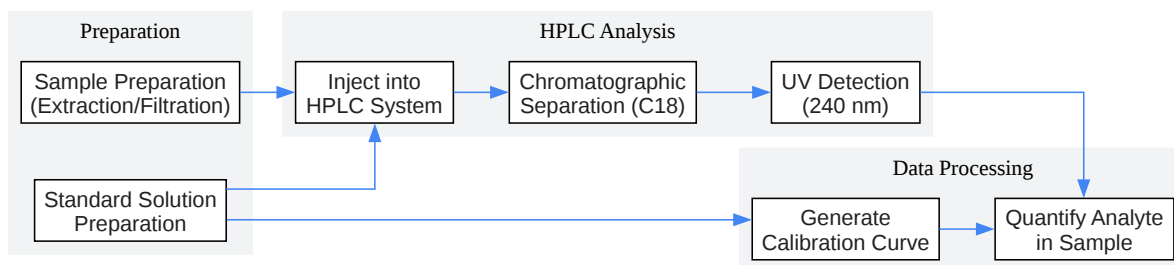 Preparation
Sample Preparation
(Extraction/Filtration)
Standard Solution
Preparation
HPLC Analysis
Inject into
HPLC System
Chromatographic
Separation (C18)
UV Detection
(240 nm)
Data Processing
Generate
Calibration Curve
Quantify Analyte
in Sample